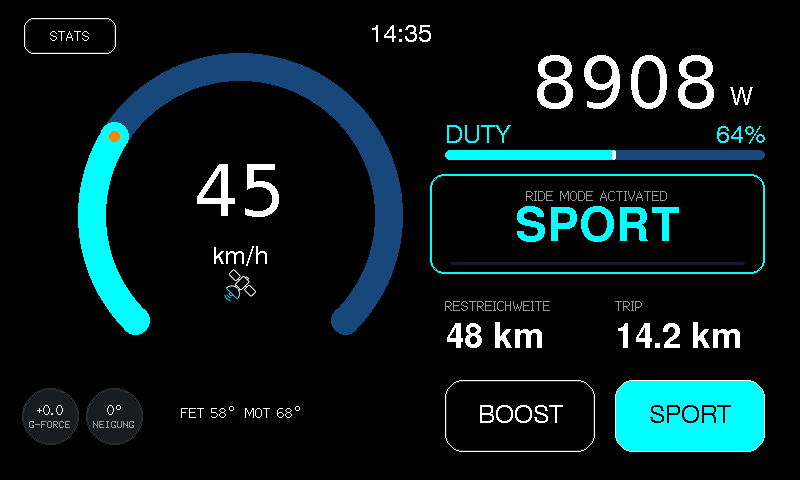 STATS
14:35
8908 W
DUTY 64%
45
km/h
RIDE MODE ACTIVATED
SPORT
RESTREICHWEITE
48 km
TRIP
14.2 km
+0.0
G-FORCE
0°
NEIGUNG
FET 58° MOT 68°
BOOST
SPORT